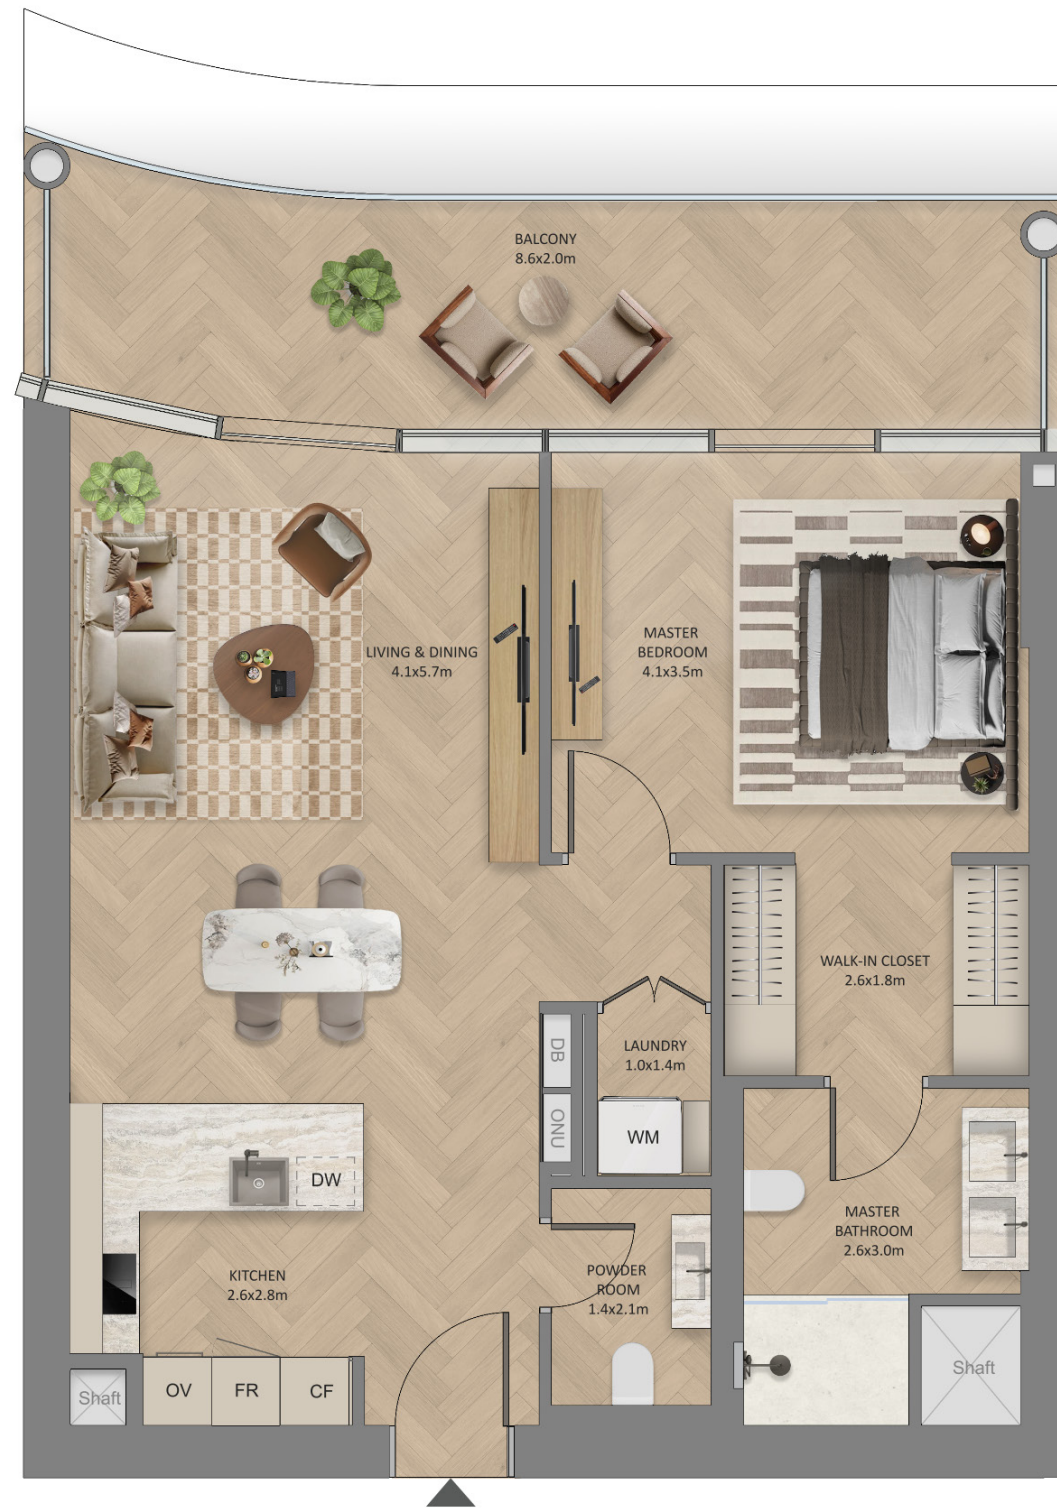 BALCONY
8.6x2.0m
LIVING & DINING
4.1x5.7m
MASTER
BEDROOM
4.1x3.5m
WALK-IN CLOSET
2.6x1.8m
DB
LAUNDRY
1.0x1.4m
ONU
WM
DW
MASTER
BATHROOM
2.6x3.0m
KITCHEN
2.6x2.8m
POWDER
ROOM
1.4x2.1m
Shaft
OV
FR
CF
Shaft